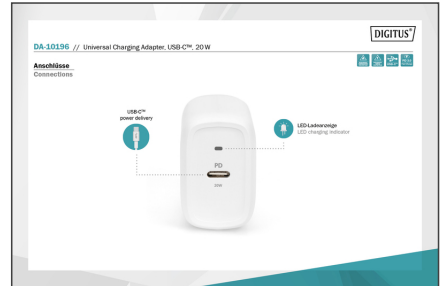 DIGITUS®
DA-10196 // Universal Charging Adapter, USB-C™, 20 W
Anschlüsse
Connections
USB-C™
power delivery
LED-Ladeanzeige
LED charging indicator
PD
20W